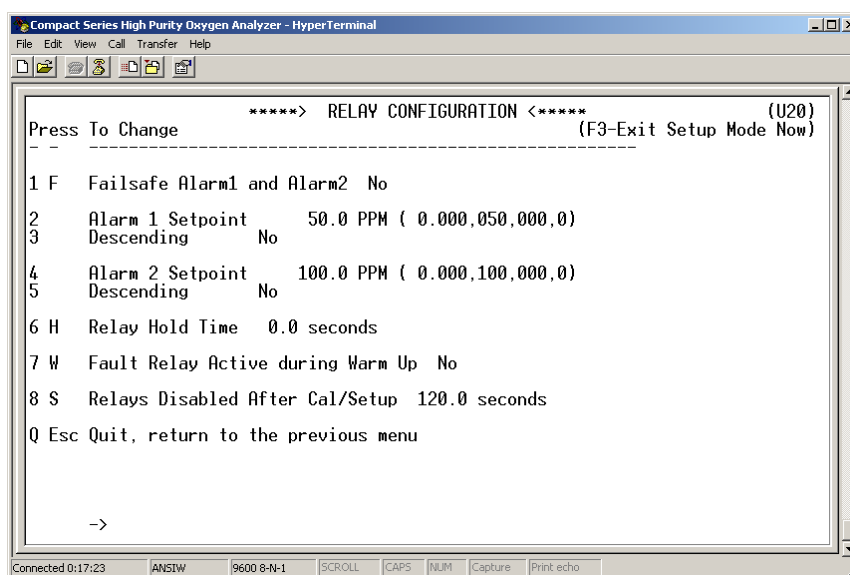 Compact Series High Purity Oxygen Analyzer - HyperTerminal
File Edit View Call Transfer Help
*****> RELAY CONFIGURATION <***** (U20)
Press To Change (F3-Exit Setup Mode Now)
- - ----------------------------------------------------------
1 F Failsafe Alarm1 and Alarm2 No
2 Alarm 1 Setpoint 50.0 PPM ( 0.000,050,000,0)
3 Descending No
4 Alarm 2 Setpoint 100.0 PPM ( 0.000,100,000,0)
5 Descending No
6 H Relay Hold Time 0.0 seconds
7 W Fault Relay Active during Warm Up No
8 S Relays Disabled After Cal/Setup 120.0 seconds
Q Esc Quit, return to the previous menu
->
Connected 0:17:23 ANSIW 9600 8-N-1 SCROLL CAPS NUM Capture Print echo